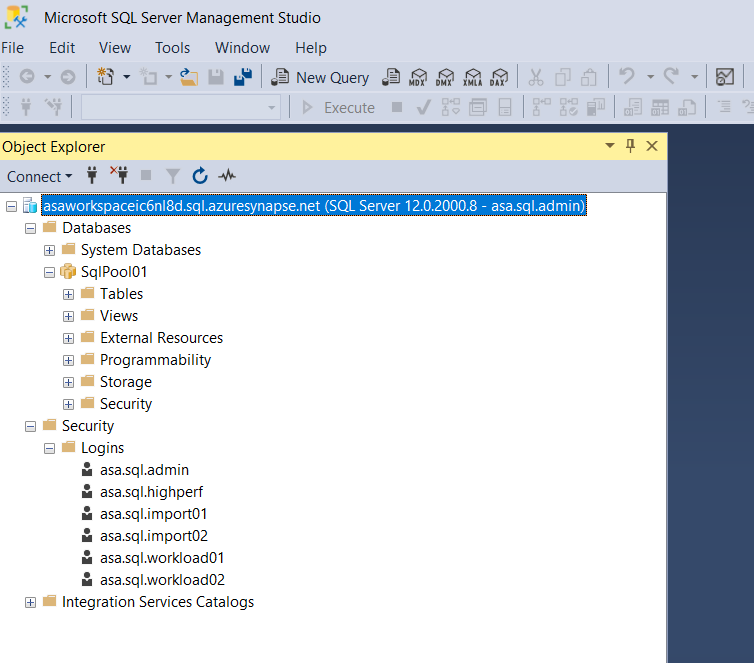 Microsoft SQL Server Management Studio
File Edit View Tools Window Help
New Query MDX DMX XMLA DAX
Execute
Object Explorer
Connect
asaworkspaceic6nl8d.sql.azuresynapse.net (SQL Server 12.0.2000.8 - asa.sql.admin)
Databases
System Databases
SqlPool01
Tables
Views
External Resources
Programmability
Storage
Security
Security
Logins
asa.sql.admin
asa.sql.highperf
asa.sql.import01
asa.sql.import02
asa.sql.workload01
asa.sql.workload02
Integration Services Catalogs